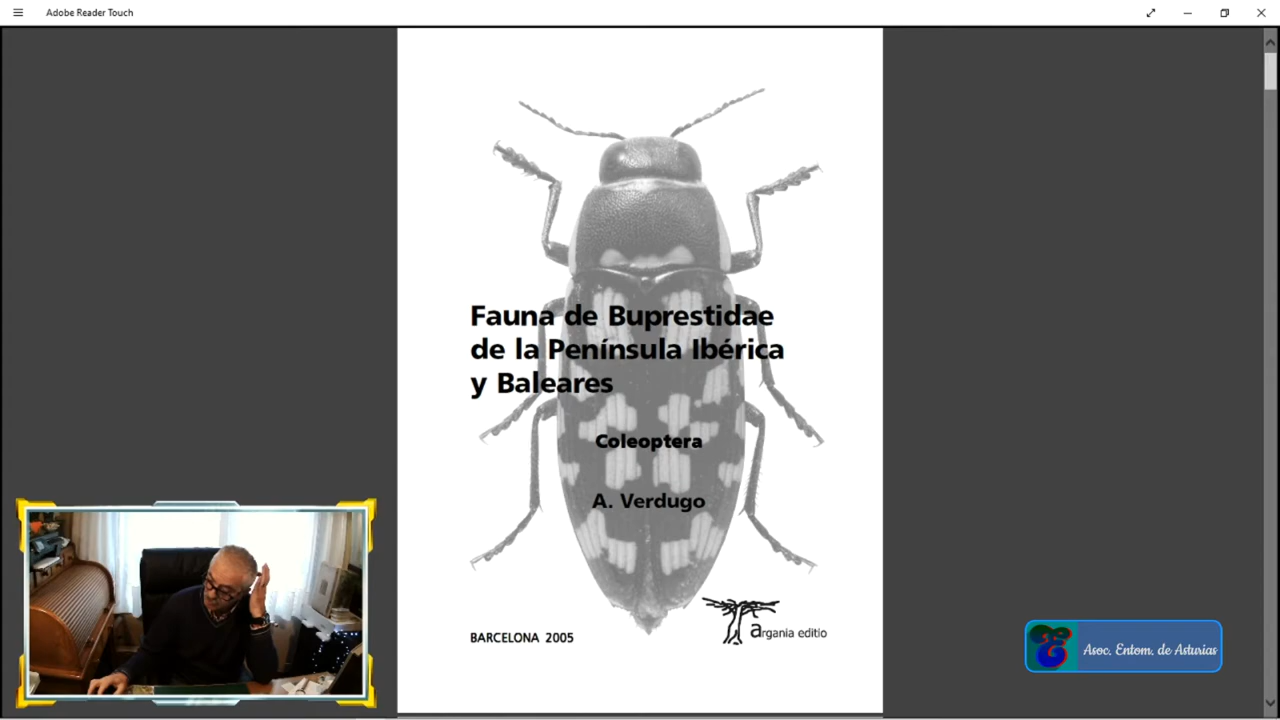 Adobe Reader Touch
Fauna de Buprestidae
de la Península Ibérica
y Baleares
Coleoptera
A. Verdugo
BARCELONA 2005
argania editio
Asoc. Entom. de Asturias